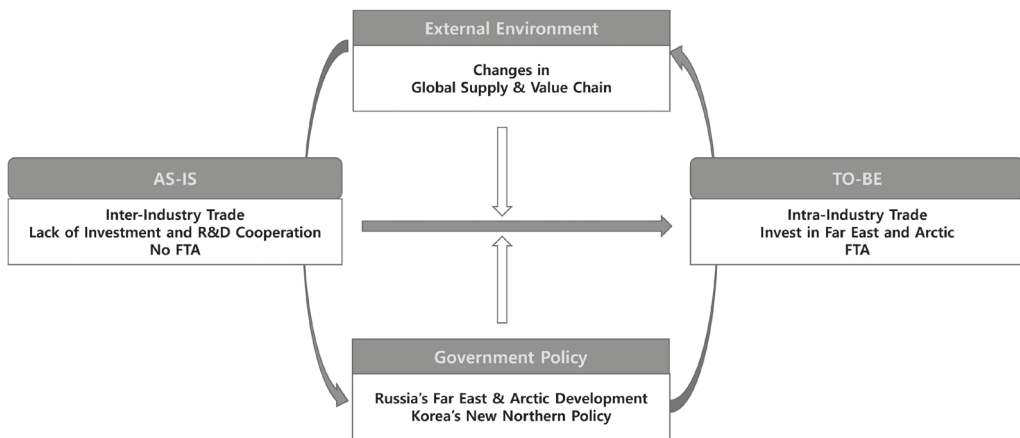 External Environment
Changes in
Global Supply & Value Chain
AS-IS
Inter-Industry Trade
Lack of Investment and R&D Cooperation
No FTA
TO-BE
Intra-Industry Trade
Invest in Far East and Arctic
FTA
Government Policy
Russia's Far East & Arctic Development
Korea's New Northern Policy